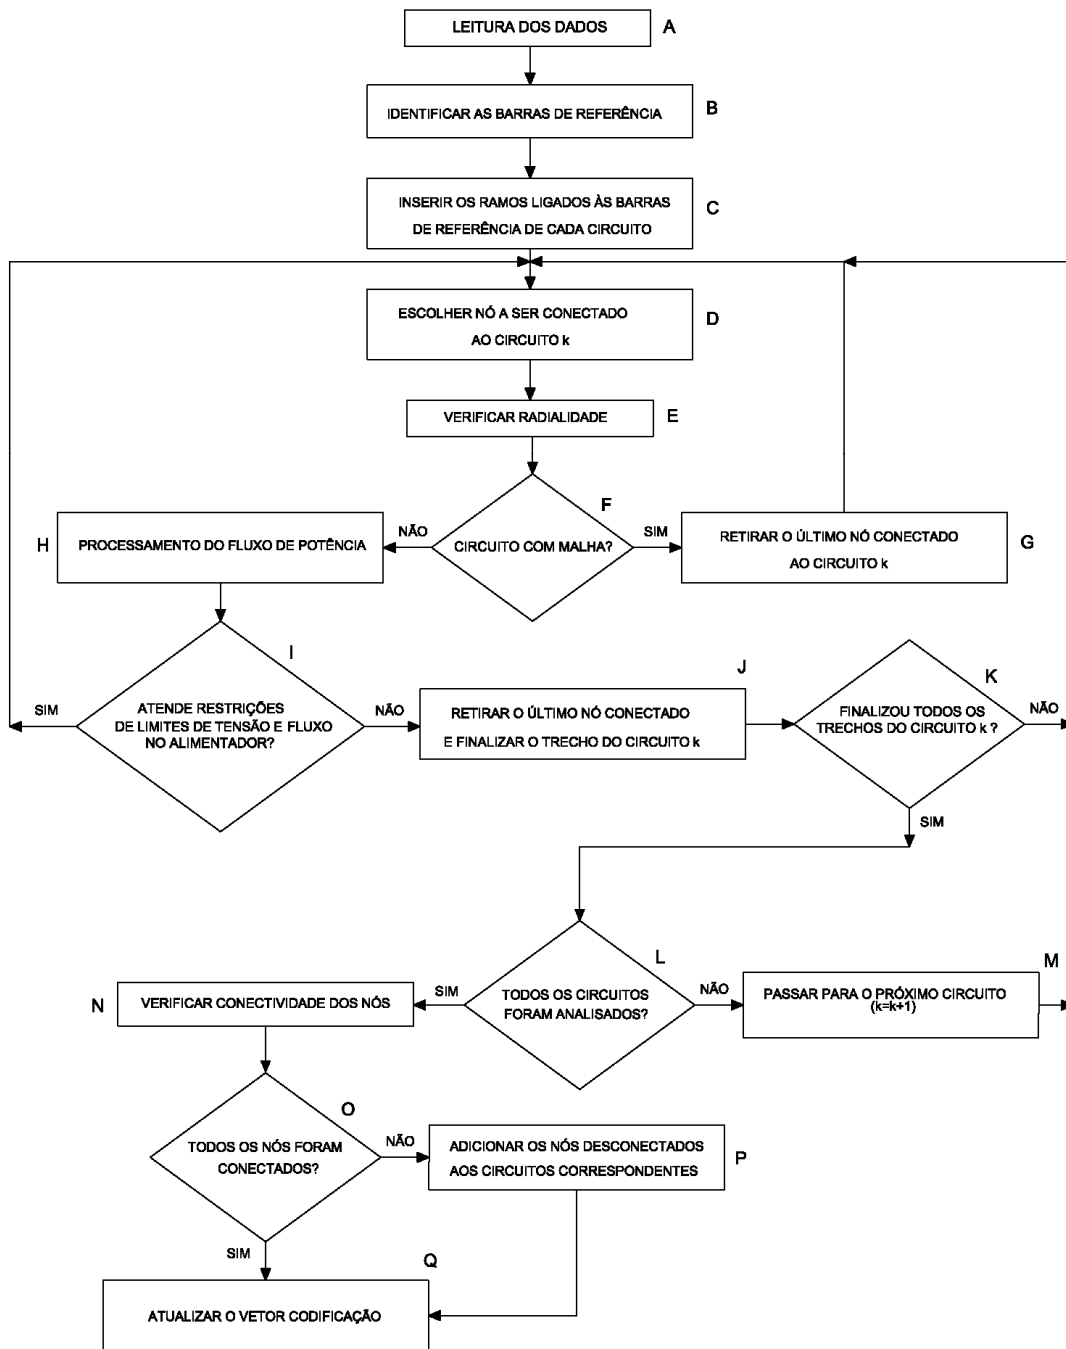 LEITURA DOS DADOS
A
IDENTIFICAR AS BARRAS DE REFERÊNCIA
B
INSERIR OS RAMOS LIGADOS ÀS BARRAS
DE REFERÊNCIA DE CADA CIRCUITO
C
ESCOLHER NÓ A SER CONECTADO
AO CIRCUITO k
D
VERIFICAR RADIALIDADE
E
F
CIRCUITO COM MALHA?
NÃO
SIM
H
PROCESSAMENTO DO FLUXO DE POTÊNCIA
RETIRAR O ÚLTIMO NÓ CONECTADO
AO CIRCUITO k
G
I
ATENDE RESTRIÇÕES
DE LIMITES DE TENSÃO E FLUXO
NO ALIMENTADOR?
SIM
NÃO
J
RETIRAR O ÚLTIMO NÓ CONECTADO
E FINALIZAR O TRECHO DO CIRCUITO k
K
FINALIZOU TODOS OS
TRECHOS DO CIRCUITO k ?
NÃO
SIM
L
TODOS OS CIRCUITOS
FORAM ANALISADOS?
SIM
NÃO
M
PASSAR PARA O PRÓXIMO CIRCUITO
(k=k+1)
N
VERIFICAR CONECTIVIDADE DOS NÓS
O
TODOS OS NÓS FORAM
CONECTADOS?
NÃO
SIM
ADICIONAR OS NÓS DESCONECTADOS
AOS CIRCUITOS CORRESPONDENTES
P
Q
ATUALIZAR O VETOR CODIFICAÇÃO